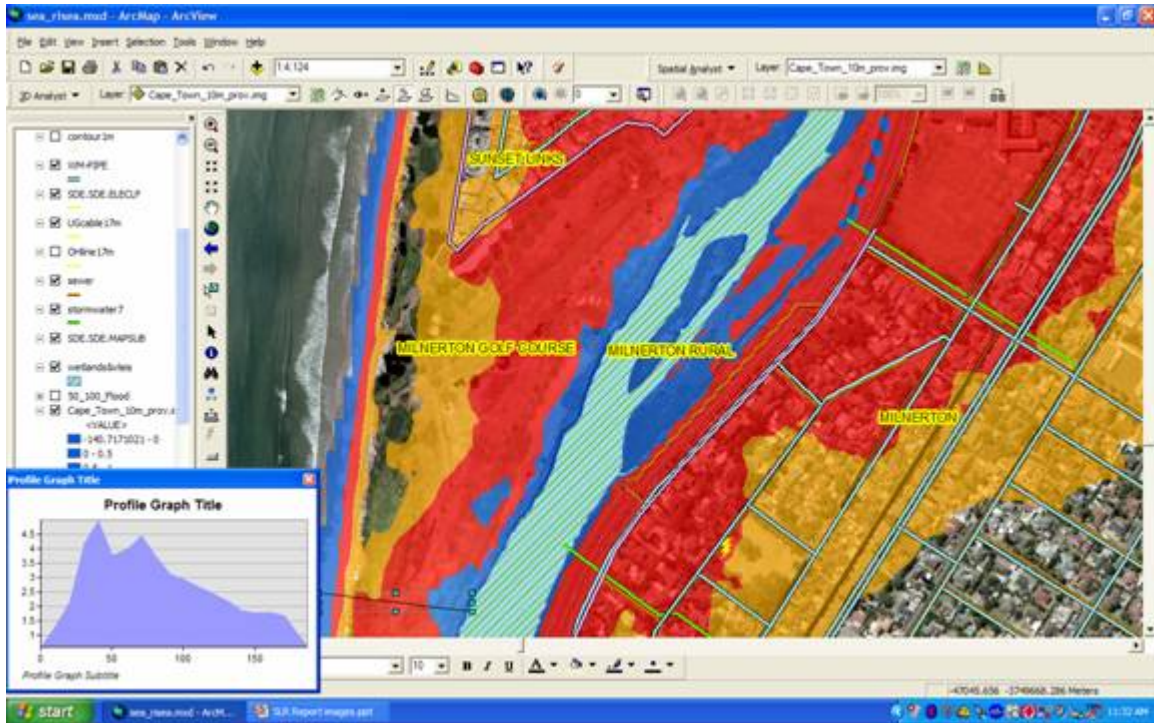 sea_risea.mxd - ArcMap - ArcView
File Edit View Insert Selection Tools Window Help
1:4,124
Spatial Analyst Layer: Cape_Town_10m_prov.img
3D Analyst Layer: Cape_Town_10m_prov.img
0
contour1m
WM-PIPE
SDE.SDE.ELECLP
UGcable17m
OHline17m
sewer
stormwater7
SDE.SDE.MAPSUB
wetlands&vleis
50_100_Flood
Cape_Town_10m_prov.i
<VALUE>
-140.7171021 - 0
0 - 0.5
SUNSET LINKS
MILNERTON GOLF COURSE
MILNERTON RURAL
MILNERTON
Profile Graph Title
Profile Graph Title
4.5
4
3.5
3
2.5
2
1.5
1
0 50 100 150
Profile Graph Subtitle
10 B I U A
-47045.656 -3749668.286 Meters
start
sea_risea.mxd - ArcM...
SLR Report images.ppt
11:32 AM